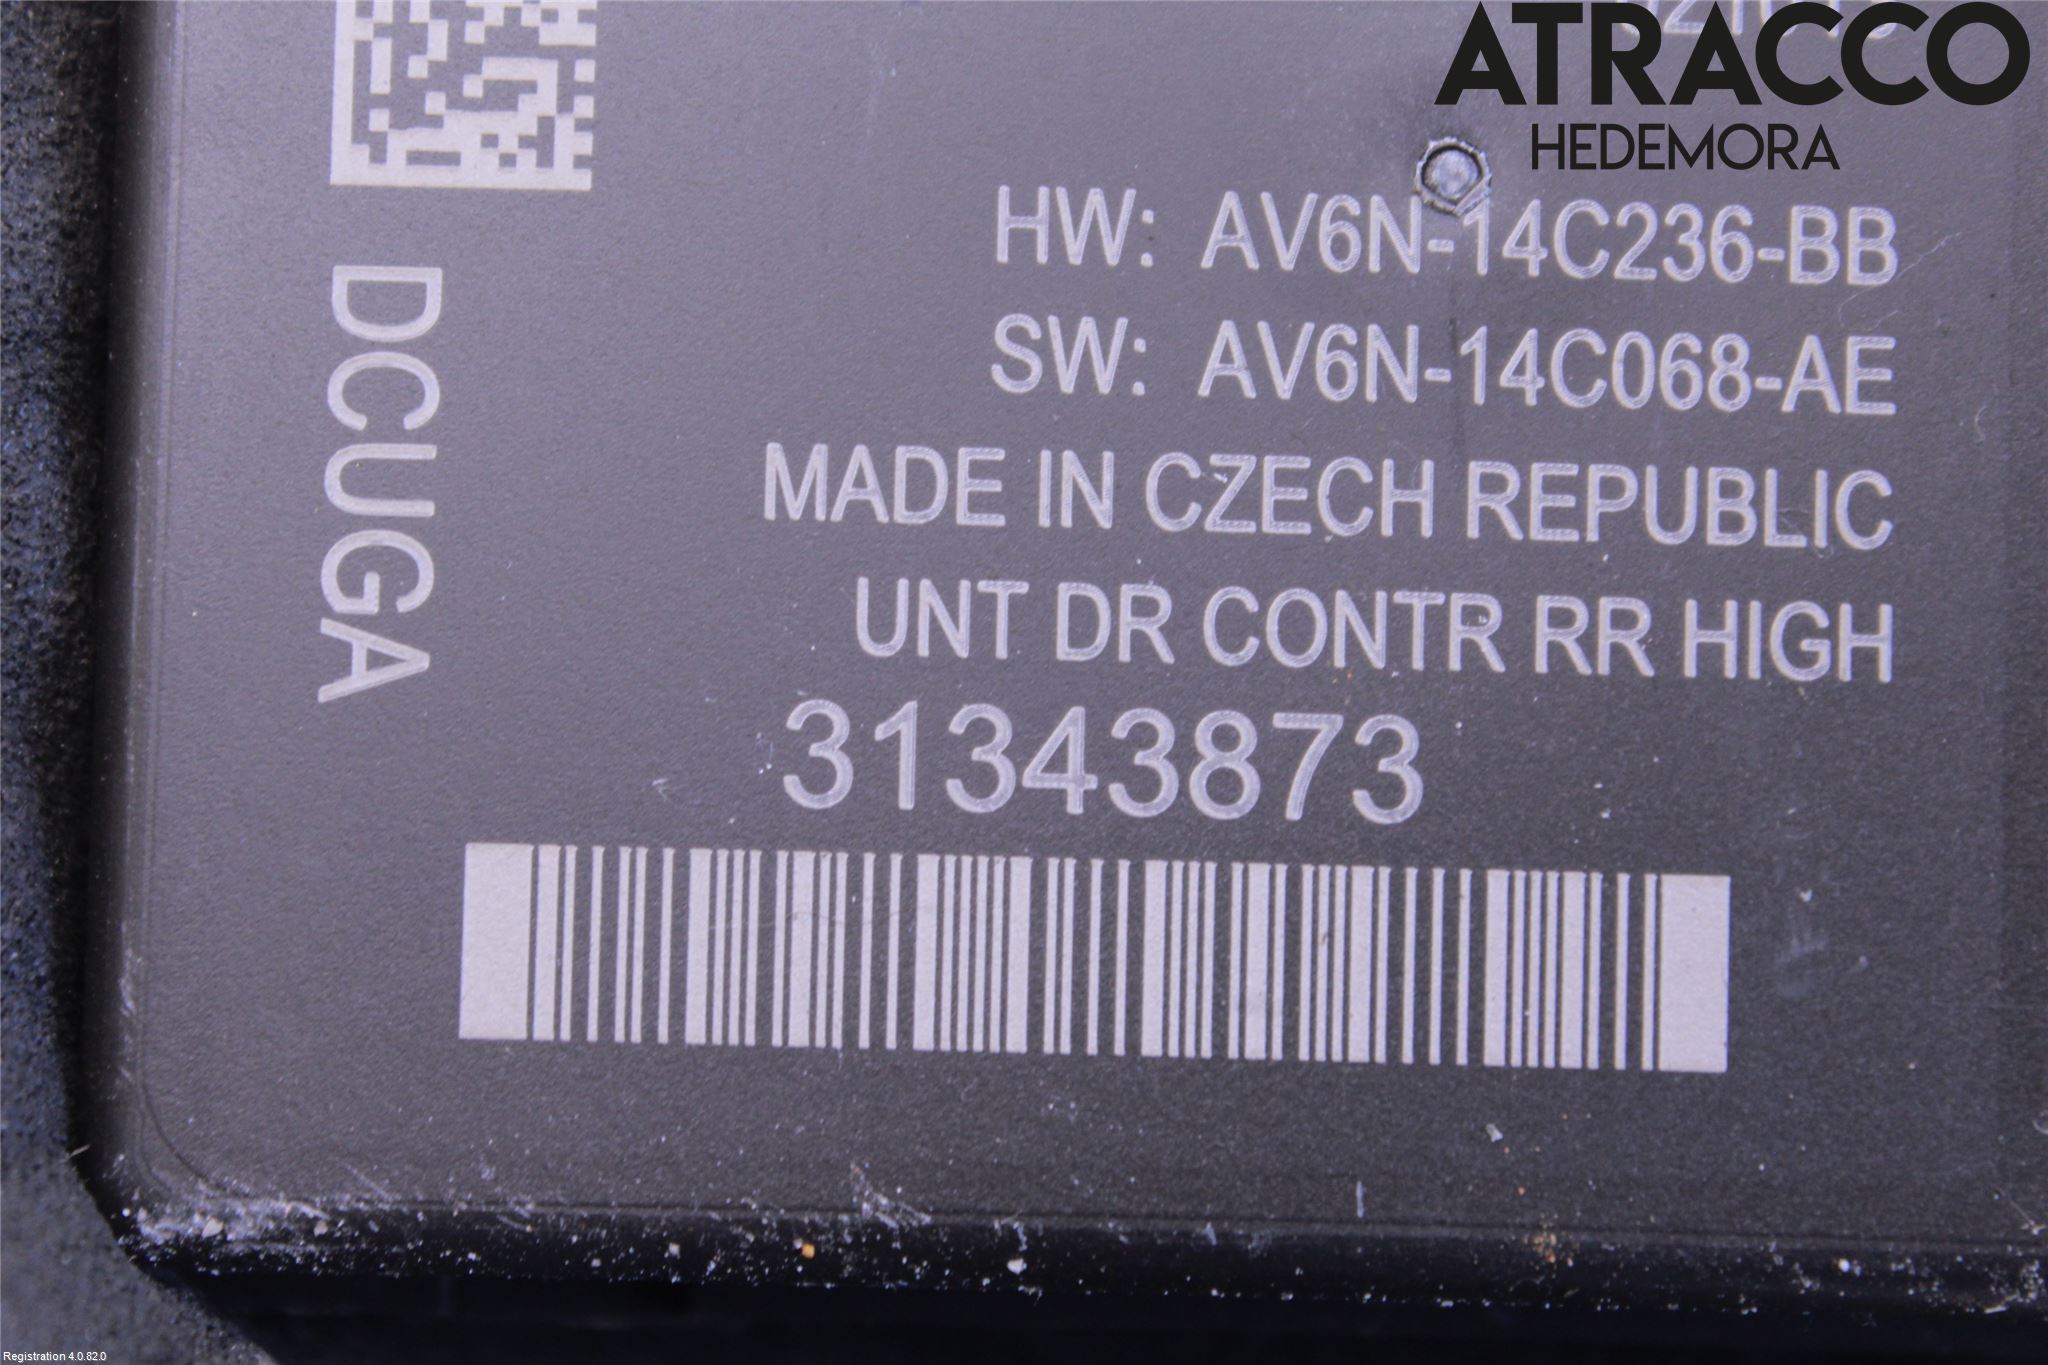 ATRACCO
HEDEMORA
HW: AV6N-14C236-BB
SW: AV6N-14C068-AE
MADE IN CZECH REPUBLIC
UNT DR CONTR RR HIGH
31343873
DCUGA
Registration 4.0.82.0